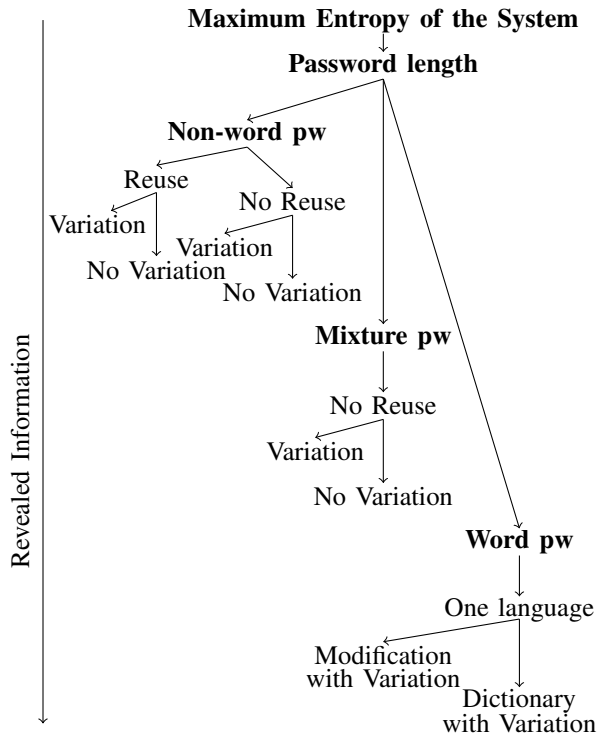 Maximum Entropy of the System
Password length
Non-word pw
Reuse
No Reuse
Variation
Variation
No Variation
No Variation
Mixture pw
No Reuse
Variation
No Variation
Word pw
One language
Modification
with Variation
Dictionary
with Variation
Revealed Information